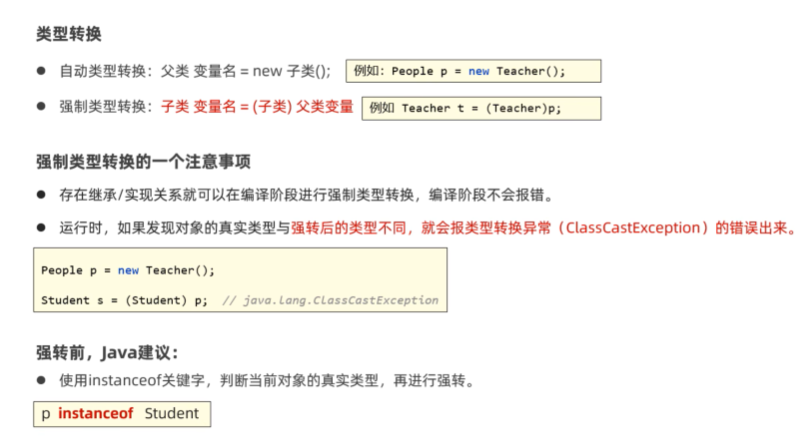 类型转换
● 自动类型转换：父类 变量名 = new 子类(); 例如：People p = new Teacher();
● 强制类型转换：子类 变量名 = (子类) 父类变量 例如 Teacher t = (Teacher)p;
强制类型转换的一个注意事项
● 存在继承/实现关系就可以在编译阶段进行强制类型转换，编译阶段不会报错。
● 运行时，如果发现对象的真实类型与强转后的类型不同，就会报类型转换异常（ClassCastException）的错误出来。
People p = new Teacher();
Student s = (Student) p;  // java.lang.ClassCastException
强转前，Java建议：
● 使用instanceof关键字，判断当前对象的真实类型，再进行强转。
p instanceof Student